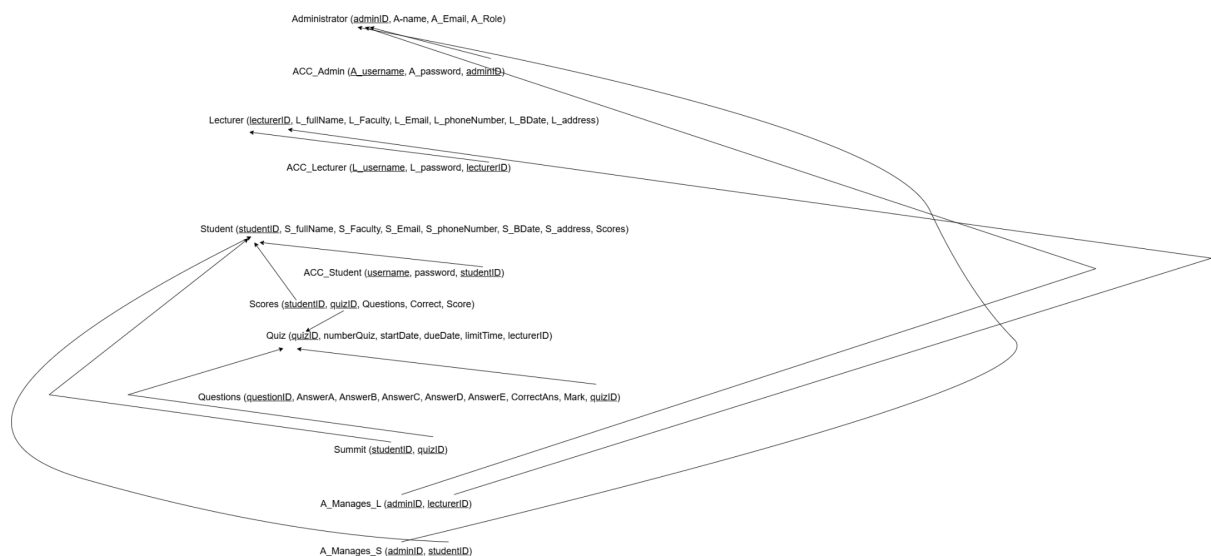 Administrator (adminID, A-name, A_Email, A_Role)
ACC_Admin (A_username, A_password, adminID)
Lecturer (lecturerID, L_fullName, L_Faculty, L_Email, L_phoneNumber, L_BDate, L_address)
ACC_Lecturer (L_username, L_password, lecturerID)
Student (studentID, S_fullName, S_Faculty, S_Email, S_phoneNumber, S_BDate, S_address, Scores)
ACC_Student (username, password, studentID)
Scores (studentID, quizID, Questions, Correct, Score)
Quiz (quizID, numberQuiz, startDate, dueDate, limitTime, lecturerID)
Questions (questionID, AnswerA, AnswerB, AnswerC, AnswerD, AnswerE, CorrectAns, Mark, quizID)
Summit (studentID, quizID)
A_Manages_L (adminID, lecturerID)
A_Manages_S (adminID, studentID)